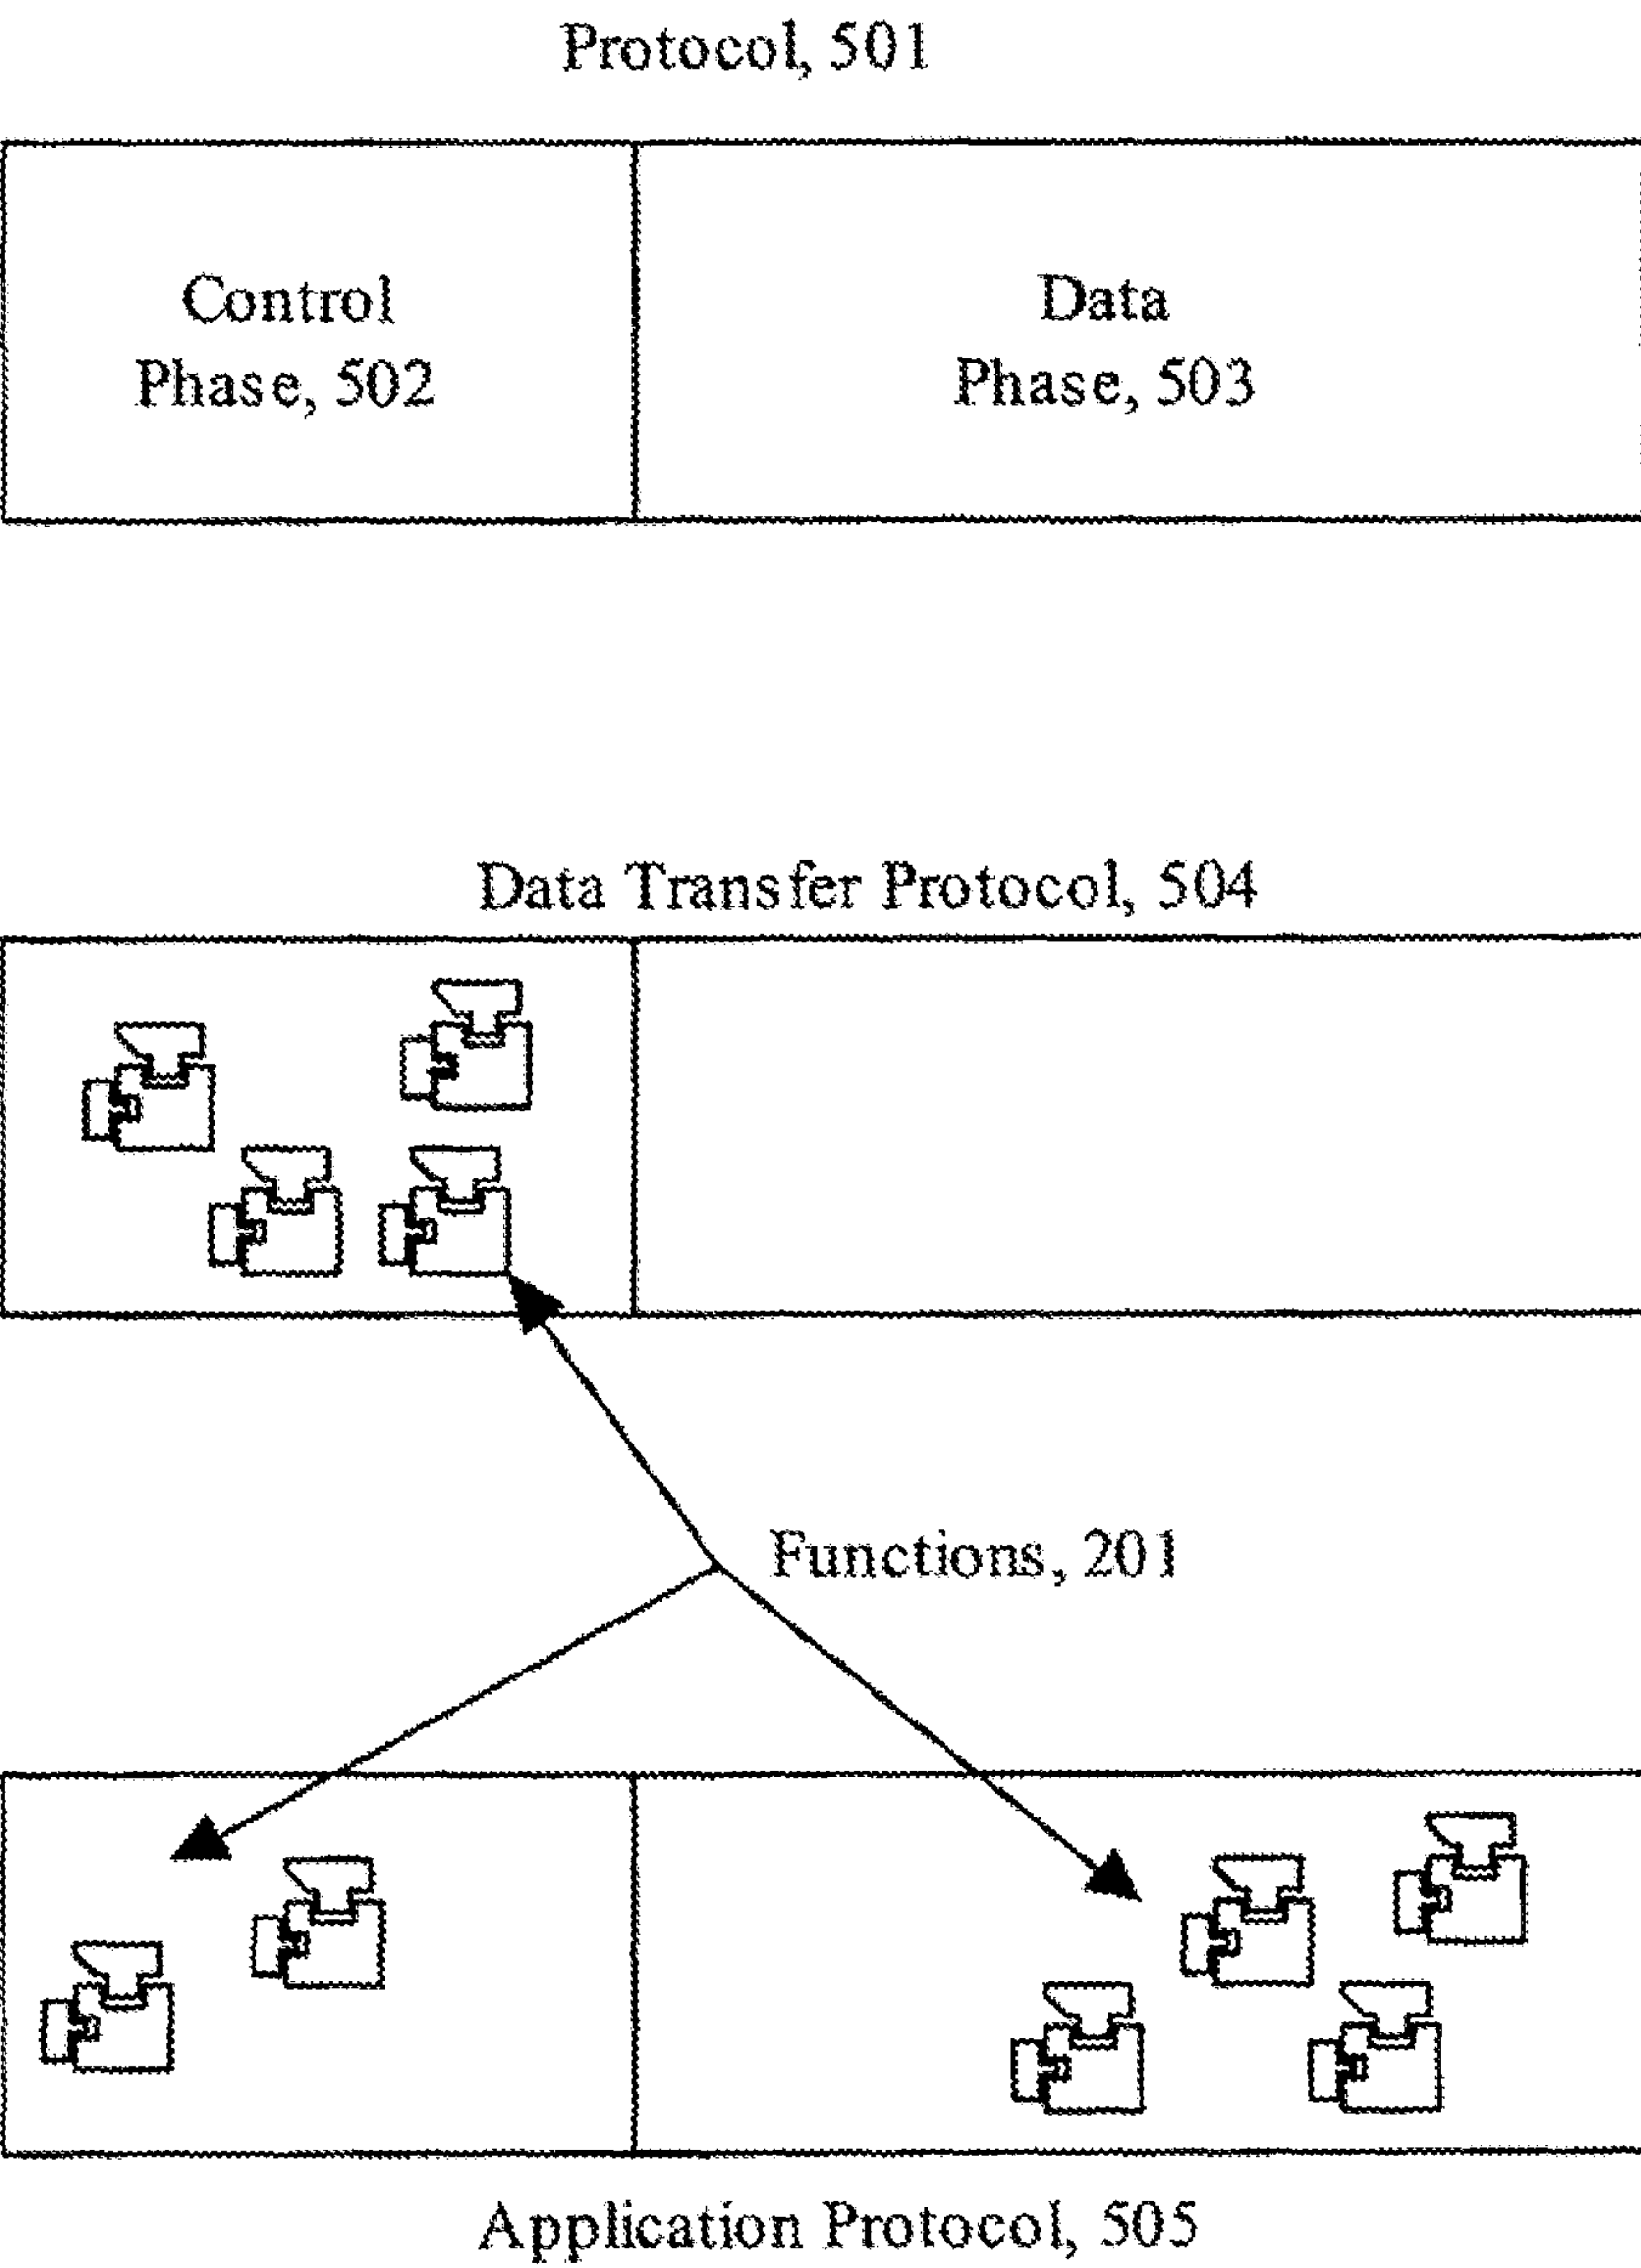 Protocol, 501
Control
Phase, 502
Data
Phase, 503
Data Transfer Protocol, 504
Functions, 201
Application Protocol, 505